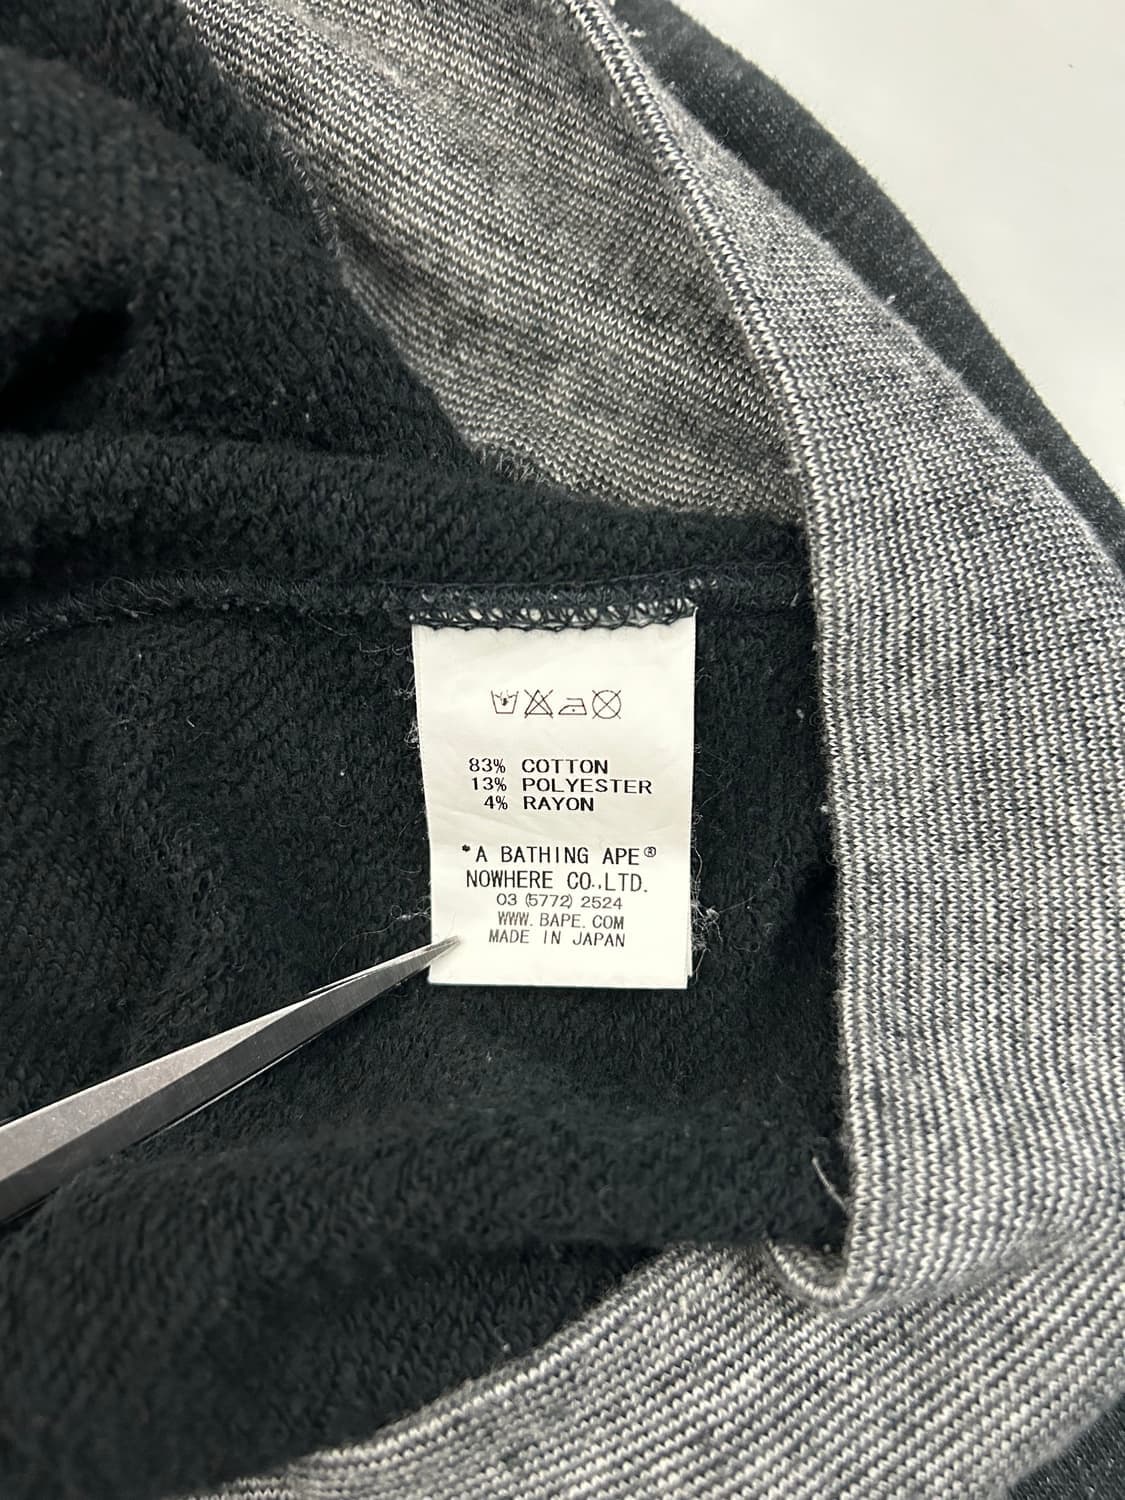 83% COTTON
13% POLYESTER
4% RAYON
*A BATHING APE®
NOWHERE CO.,LTD.
03 (5772) 2524
WWW.BAPE.COM
MADE IN JAPAN